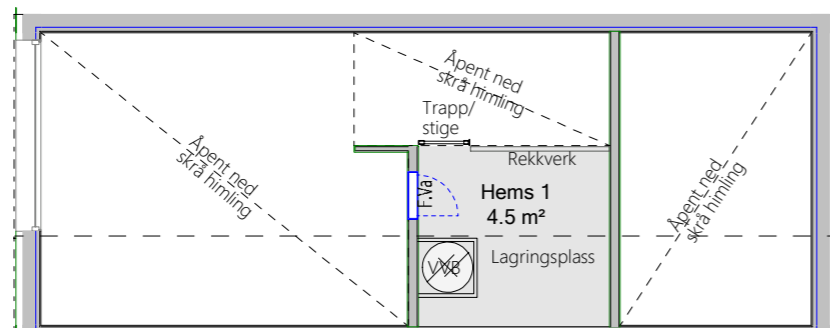 Åpent ned
skrå himling
Åpent ned
skrå himling
Trapp/
stige
Rekkverk
F.Va
Hems 1
4.5 m²
Lagringsplass
VVB
Åpent ned
skrå himling